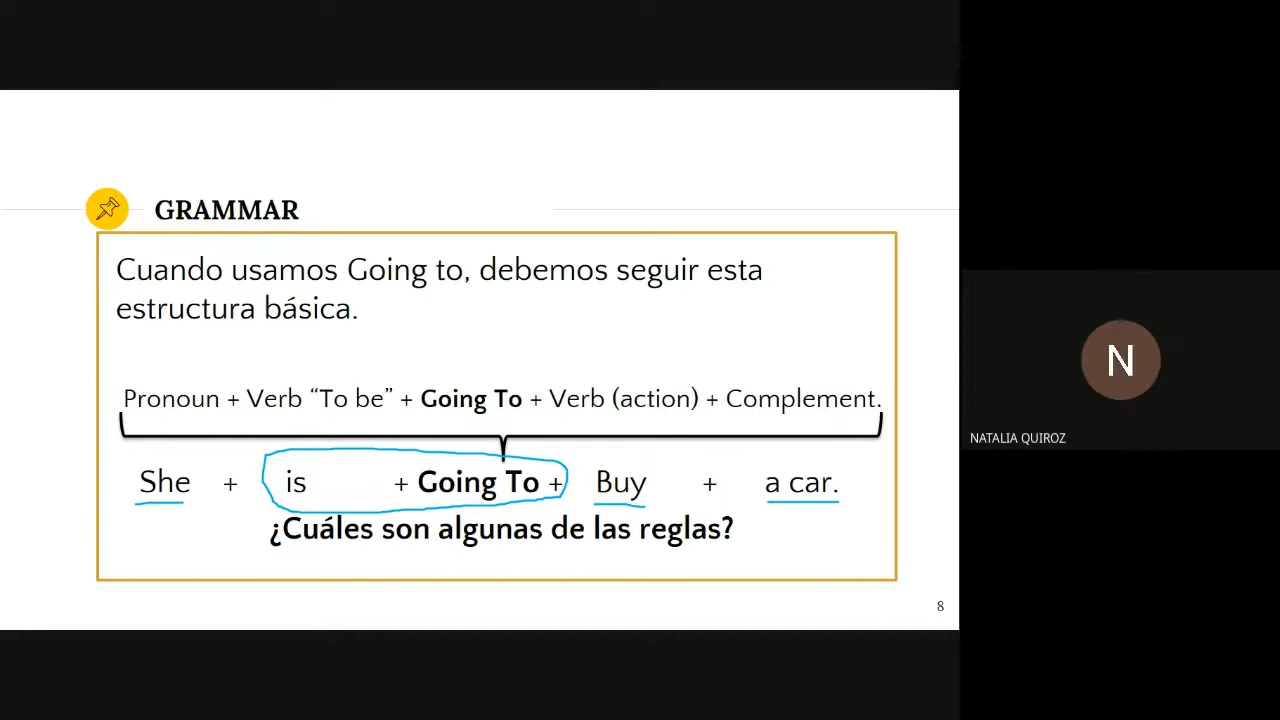 GRAMMAR
Cuando usamos Going to, debemos seguir esta
estructura básica.
Pronoun + Verb “To be” + Going To + Verb (action) + Complement.
She + is + Going To + Buy + a car.
¿Cuáles son algunas de las reglas?
8
N
NATALIA QUIROZ